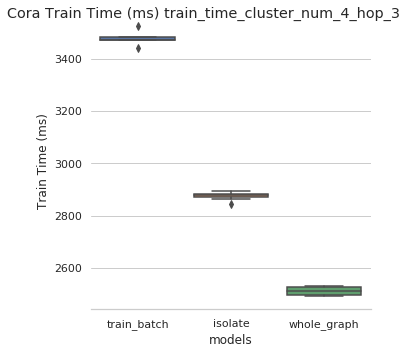 Cora Train Time (ms) train_time_cluster_num_4_hop_3
3400
3200
3000
2800
2600
Train Time (ms)
train_batch isolate whole_graph
models